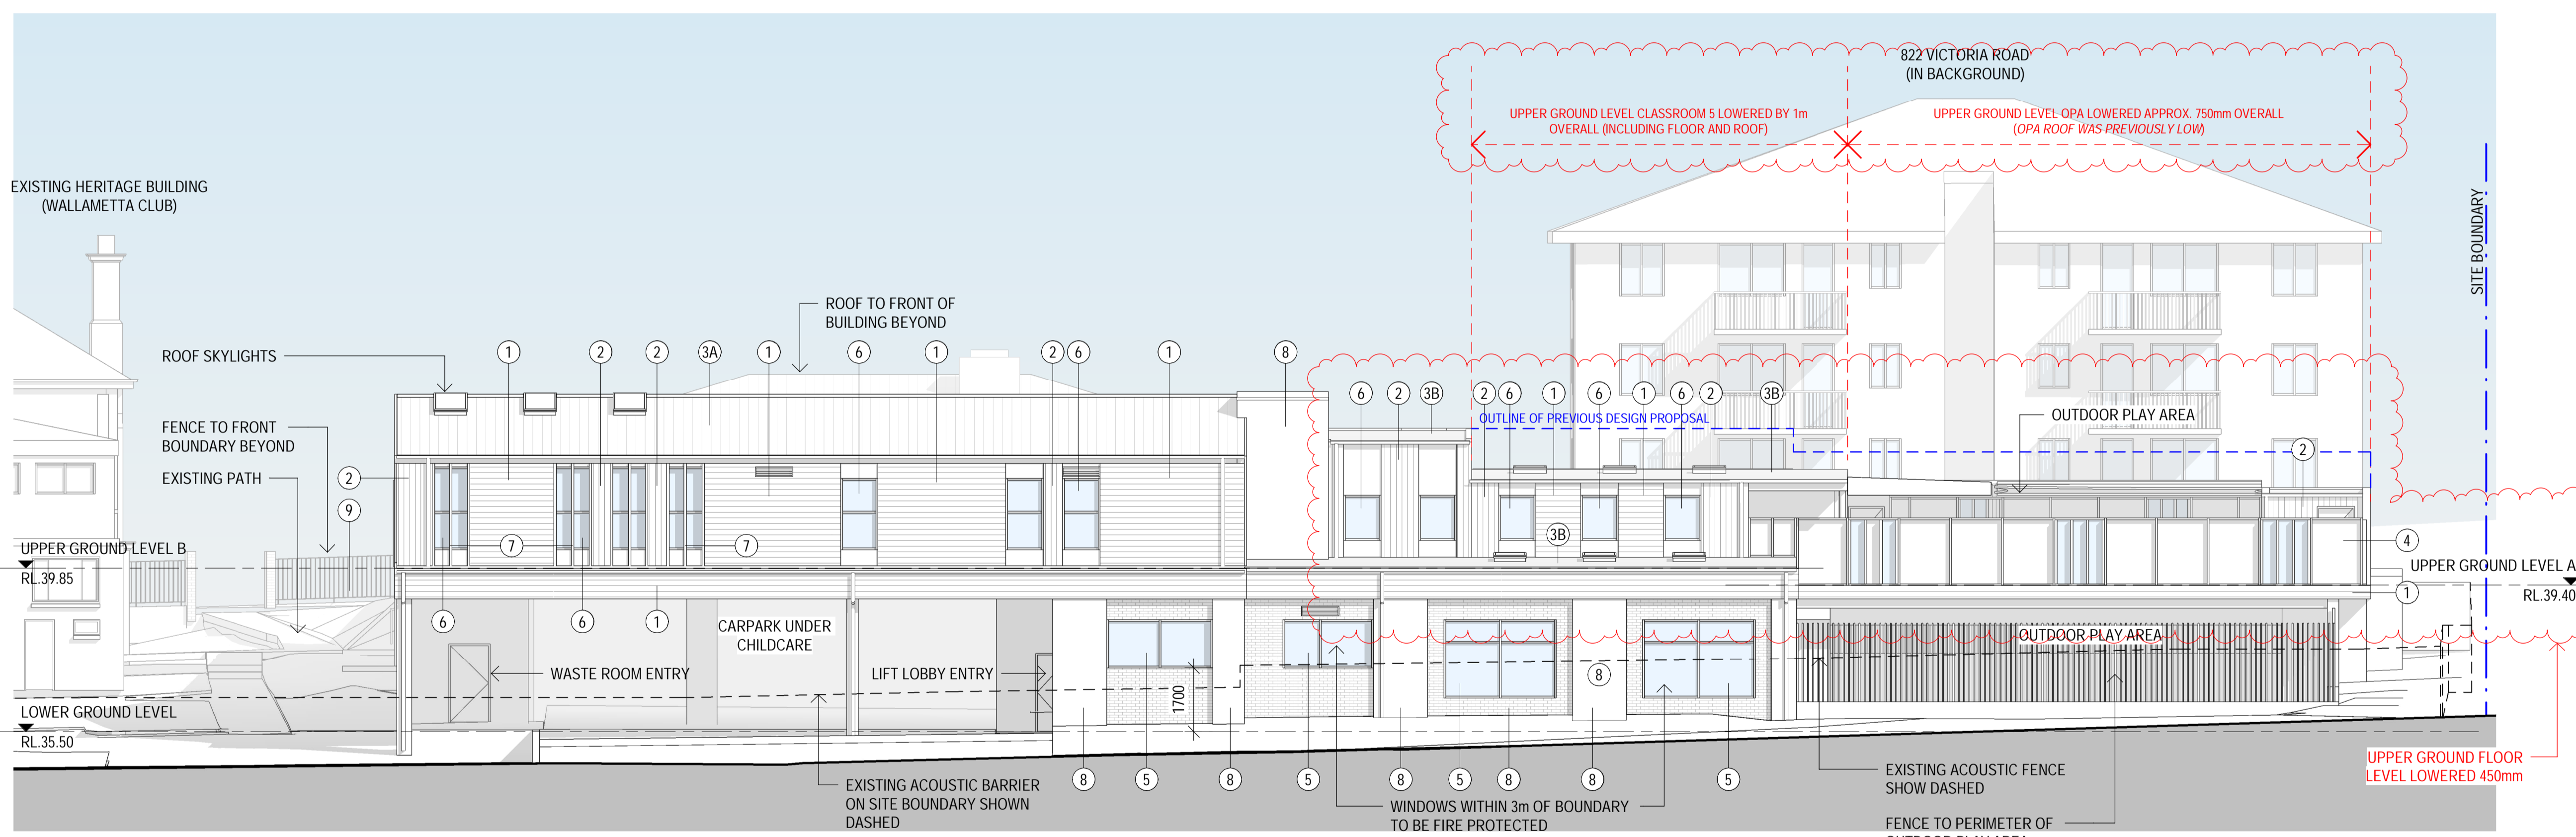 822 VICTORIA ROAD
(IN BACKGROUND)
UPPER GROUND LEVEL CLASSROOM 5 LOWERED BY 1m
OVERALL (INCLUDING FLOOR AND ROOF)
UPPER GROUND LEVEL OPA LOWERED APPROX. 750mm OVERALL
(OPA ROOF WAS PREVIOUSLY LOW)
EXISTING HERITAGE BUILDING
(WALLAMETTA CLUB)
SITE BOUNDARY
ROOF TO FRONT OF
BUILDING BEYOND
ROOF SKYLIGHTS
1 2 2 3A 1 6 1 2 6 1 8
6 2 3B 2 6 1 6 1 6 2 3B
OUTLINE OF PREVIOUS DESIGN PROPOSAL
OUTDOOR PLAY AREA
FENCE TO FRONT
BOUNDARY BEYOND
2
EXISTING PATH
2
9
3B
7 7
4
UPPER GROUND LEVEL B
RL.39.85
UPPER GROUND LEVEL A
RL.39.40
1
6 6 1
CARPARK UNDER
CHILDCARE
OUTDOOR PLAY AREA
WASTE ROOM ENTRY
LIFT LOBBY ENTRY
8
1700
LOWER GROUND LEVEL
RL.35.50
UPPER GROUND FLOOR
LEVEL LOWERED 450mm
8 5 8 5 8 5 8 8 5
EXISTING ACOUSTIC BARRIER
ON SITE BOUNDARY SHOWN
DASHED
WINDOWS WITHIN 3m OF BOUNDARY
TO BE FIRE PROTECTED
EXISTING ACOUSTIC FENCE
SHOW DASHED
FENCE TO PERIMETER OF